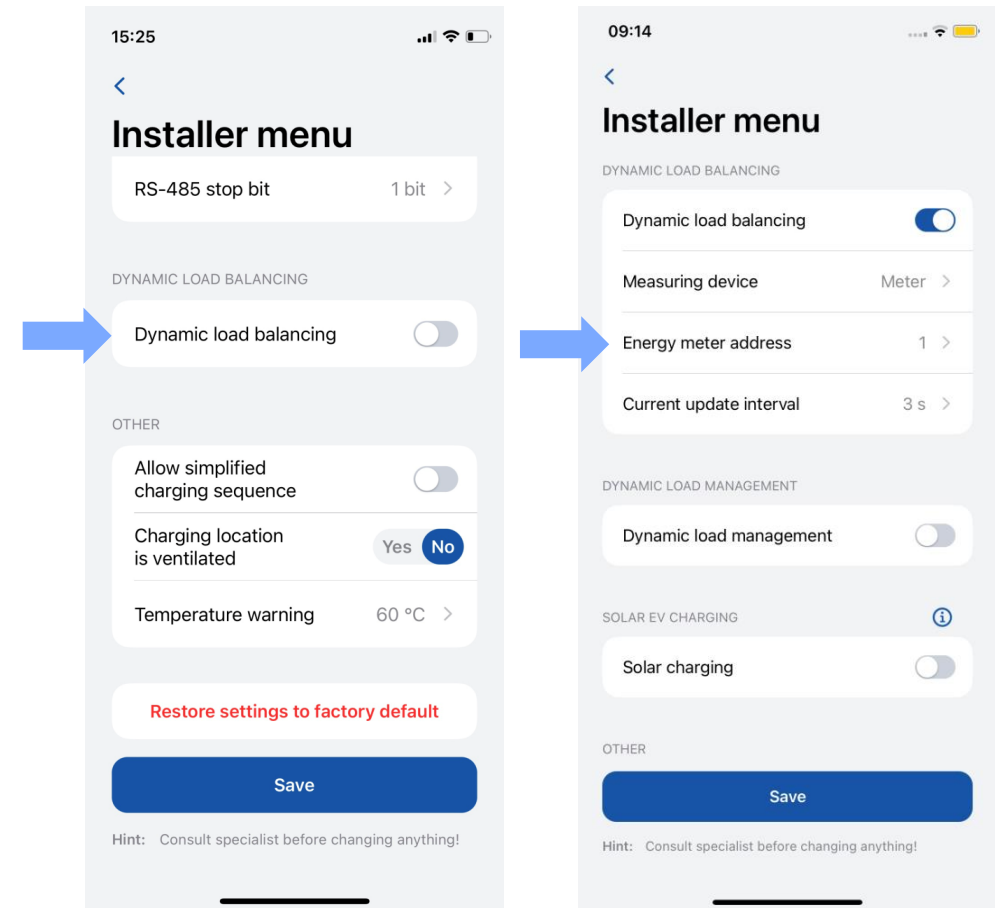 15:25
Installer menu
RS-485 stop bit 1 bit
DYNAMIC LOAD BALANCING
Dynamic load balancing
OTHER
Allow simplified
charging sequence
Charging location
is ventilated
Yes No
Temperature warning 60 °C
Restore settings to factory default
Save
Hint: Consult specialist before changing anything!
09:14
Installer menu
DYNAMIC LOAD BALANCING
Dynamic load balancing
Measuring device Meter
Energy meter address 1
Current update interval 3 s
DYNAMIC LOAD MANAGEMENT
Dynamic load management
SOLAR EV CHARGING
Solar charging
OTHER
Save
Hint: Consult specialist before changing anything!